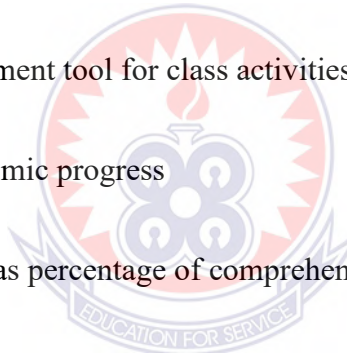 ment tool for class activities
mic progress
as percentage of comprehen
EDUCATION FOR SERVICE